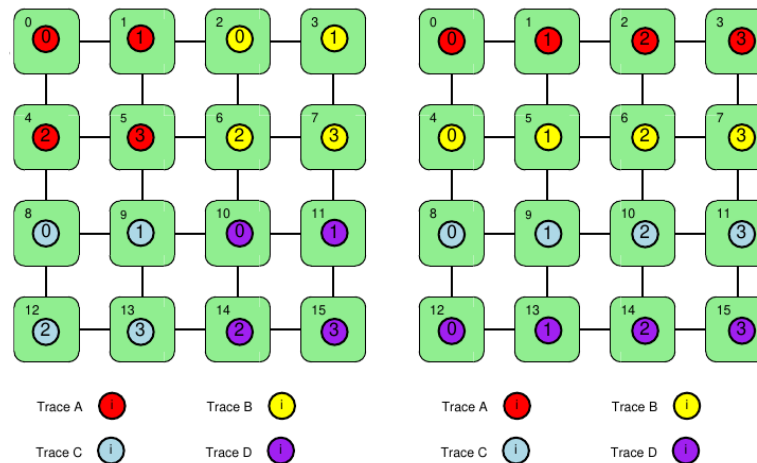 0 1 2 3 0 1 2 3
0 1 0 1 0 1 2 3
4 5 6 7 4 5 6 7
2 3 2 3 0 1 2 3
8 9 10 11 8 9 10 11
0 1 0 1 0 1 2 3
12 13 14 15 12 13 14 15
2 3 2 3 0 1 2 3
Trace A i Trace B i Trace A i Trace B i
Trace C i Trace D i Trace C i Trace D i